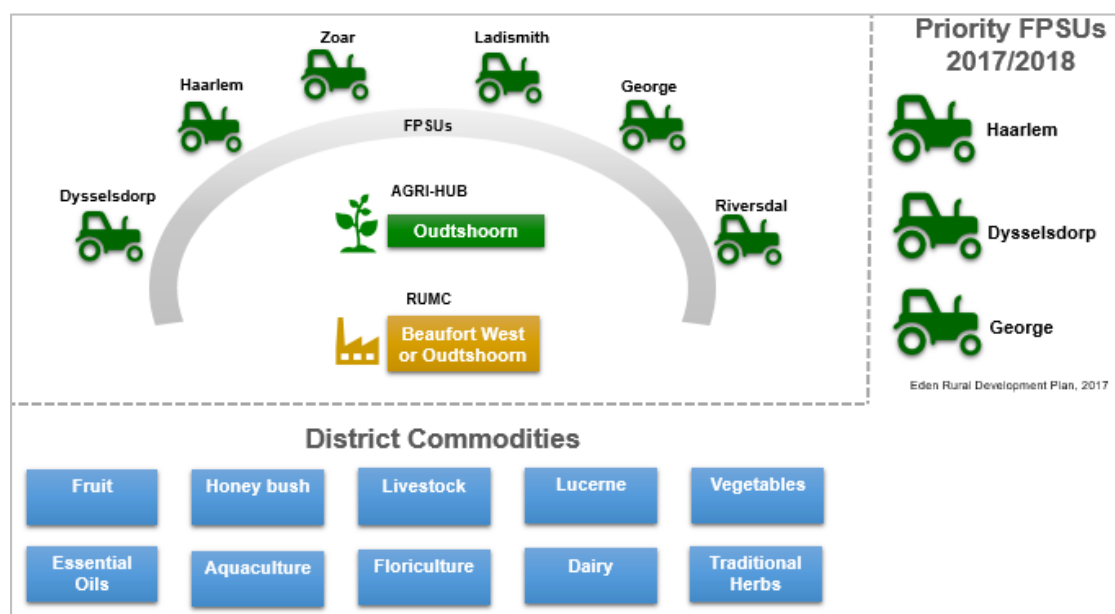 Zoar
Ladismith
Haarlem
George
FPSUs
Dysselsdorp
Riversdal
AGRI-HUB
Oudtshoorn
RUMC
Beaufort West
or Oudtshoorn
Priority FPSUs
2017/2018
Haarlem
Dysselsdorp
George
Eden Rural Development Plan, 2017
District Commodities
Fruit
Honey bush
Livestock
Lucerne
Vegetables
Essential
Oils
Aquaculture
Floriculture
Dairy
Traditional
Herbs